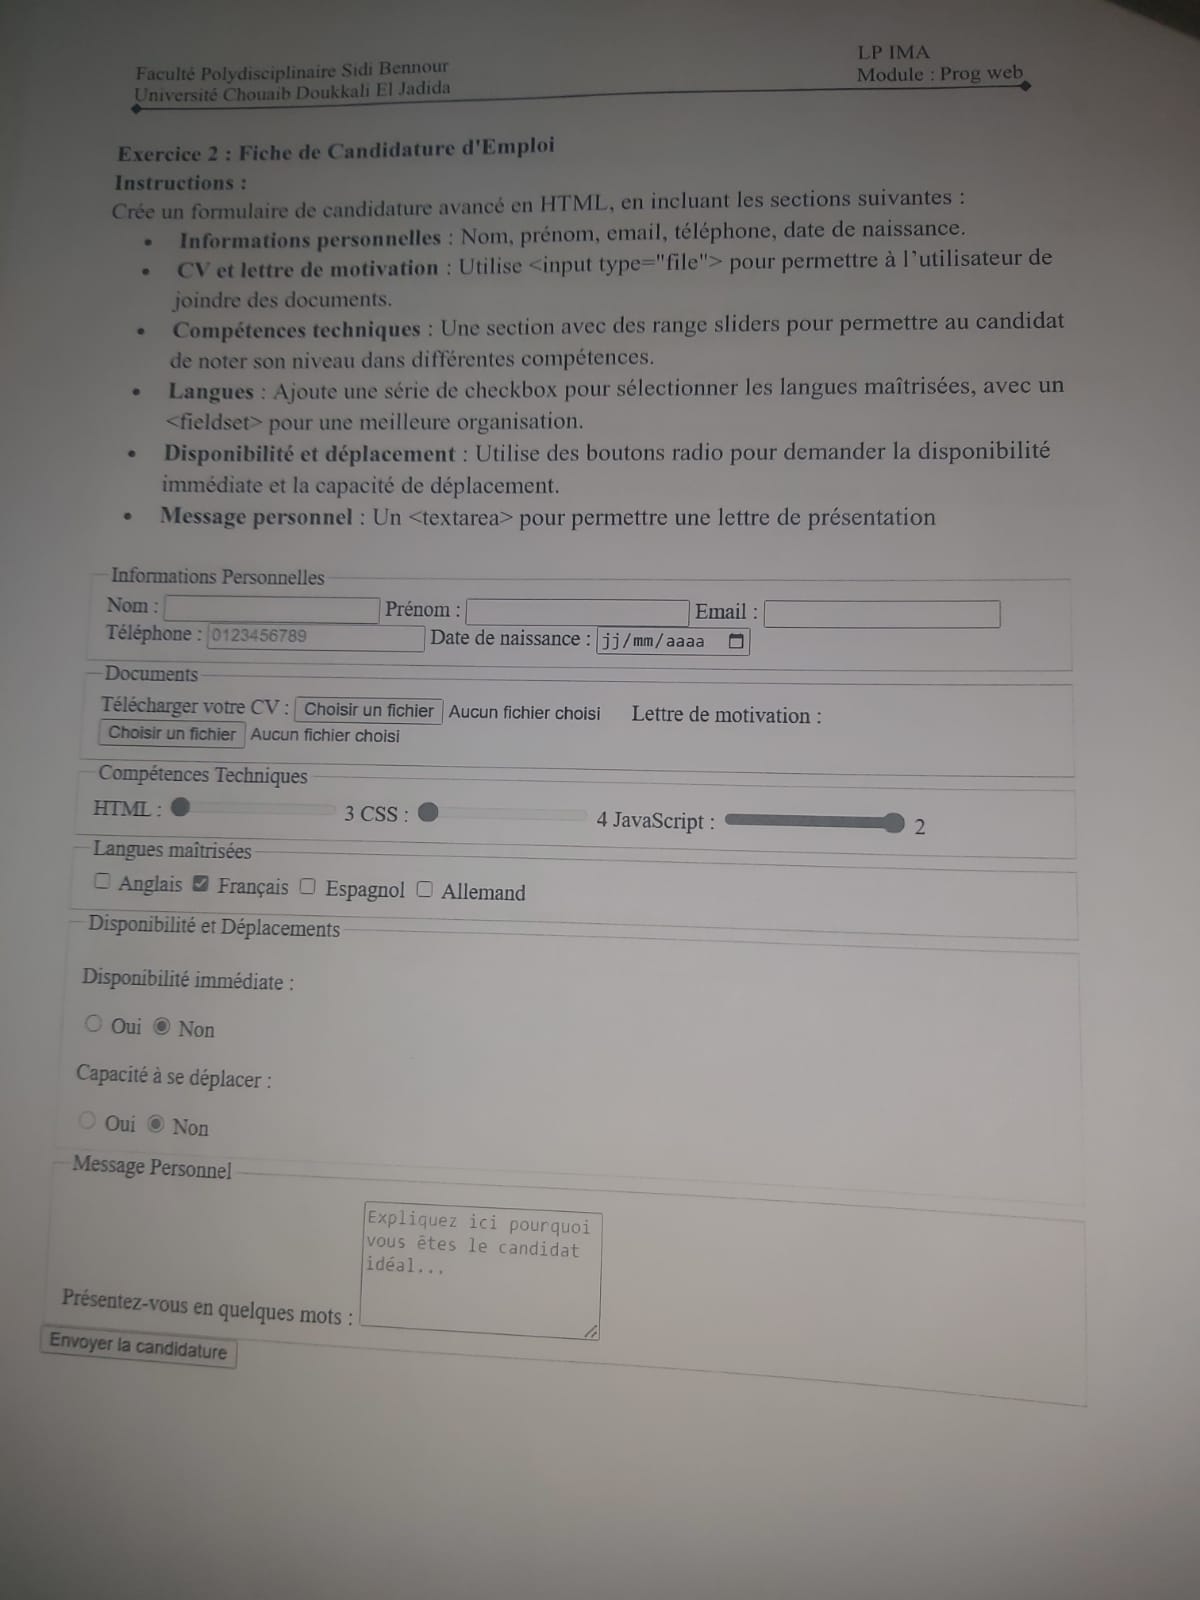 Faculté Polydisciplinaire Sidi Bennour
Université Chouaib Doukkali El Jadida
LP IMA
Module : Prog web
Exercice 2 : Fiche de Candidature d'Emploi
Instructions :
Crée un formulaire de candidature avancé en HTML, en incluant les sections suivantes :
• Informations personnelles : Nom, prénom, email, téléphone, date de naissance.
• CV et lettre de motivation : Utilise <input type="file"> pour permettre à l’utilisateur de
joindre des documents.
• Compétences techniques : Une section avec des range sliders pour permettre au candidat
de noter son niveau dans différentes compétences.
• Langues : Ajoute une série de checkbox pour sélectionner les langues maîtrisées, avec un
<fieldset> pour une meilleure organisation.
• Disponibilité et déplacement : Utilise des boutons radio pour demander la disponibilité
immédiate et la capacité de déplacement.
• Message personnel : Un <textarea> pour permettre une lettre de présentation
Informations Personnelles
Nom : Prénom : Email :
Téléphone : 0123456789 Date de naissance : jj/mm/aaaa
Documents
Télécharger votre CV : Choisir un fichier Aucun fichier choisi Lettre de motivation :
Choisir un fichier Aucun fichier choisi
Compétences Techniques
HTML : 3 CSS : 4 JavaScript : 2
Langues maîtrisées
Anglais Français Espagnol Allemand
Disponibilité et Déplacements
Disponibilité immédiate :
Oui Non
Capacité à se déplacer :
Oui Non
Message Personnel
Expliquez ici pourquoi
vous êtes le candidat
idéal...
Présentez-vous en quelques mots :
Envoyer la candidature